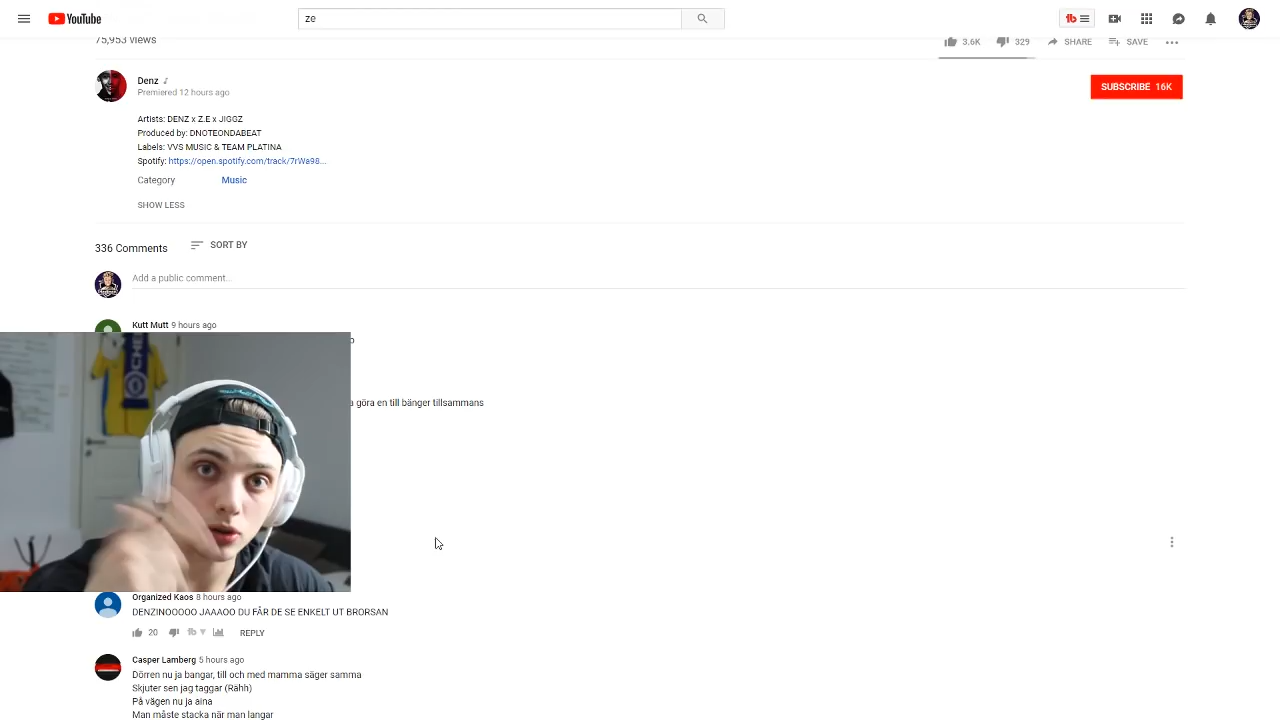 YouTube
ze
75,953 views
3.6K
329
SHARE
SAVE
Denz
Premiered 12 hours ago
SUBSCRIBE 16K
Artists: DENZ x Z.E x JIGGZ
Produced by: DNOTEONDABEAT
Labels: VVS MUSIC & TEAM PLATINA
Spotify: https://open.spotify.com/track/7rWa98...
Category Music
SHOW LESS
336 Comments SORT BY
Add a public comment...
Kutt Mutt 9 hours ago
göra en till bänger tillsammans
Organized Kaos 8 hours ago
DENZINOOOOO JAAAOO DU FÅR DE SE ENKELT UT BRORSAN
20 REPLY
Casper Lamberg 5 hours ago
Dörren nu ja bangar, till och med mamma säger samma
Skjuter sen jag taggar (Rähh)
På vägen nu ja aina
Man måste stacka när man langar